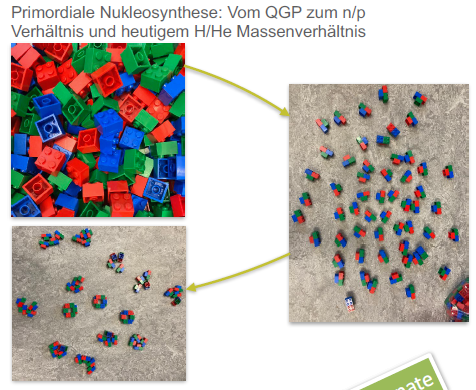 Primordiale Nukleosynthese: Vom QGP zum n/p
Verhältnis und heutigem H/He Massenverhältnis